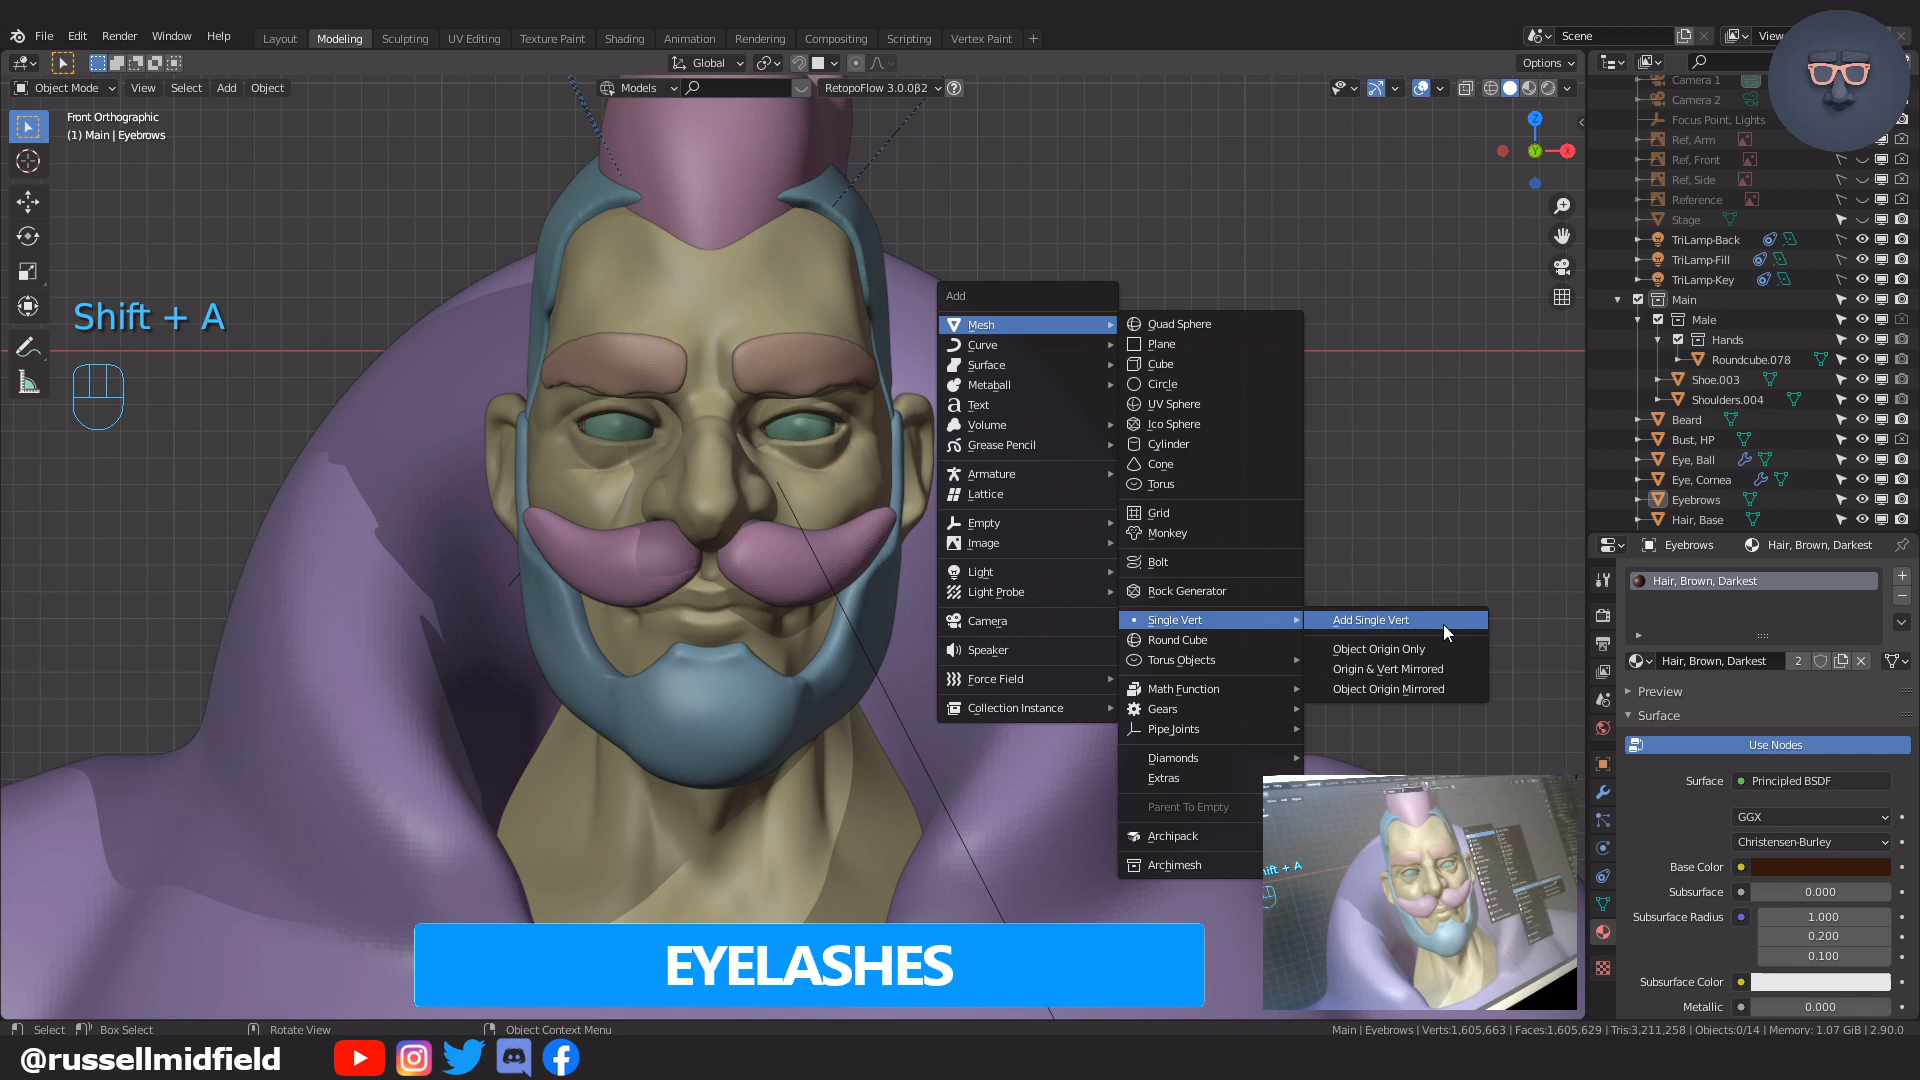 File Edit Render Window Help
Layout Modeling Sculpting UV Editing Texture Paint Shading Animation Rendering Compositing Scripting Vertex Paint +
Scene
View
Global
Options
Object Mode View Select Add Object
Models
RetopoFlow 3.0.0β2
Front Orthographic
(1) Main | Eyebrows
Z
Y
X
Shift + A
Add
Mesh
Curve
Surface
Metaball
Text
Volume
Grease Pencil
Armature
Lattice
Empty
Image
Light
Light Probe
Camera
Speaker
Force Field
Collection Instance
Quad Sphere
Plane
Cube
Circle
UV Sphere
Ico Sphere
Cylinder
Cone
Torus
Grid
Monkey
Bolt
Rock Generator
Single Vert
Round Cube
Torus Objects
Math Function
Gears
Pipe Joints
Diamonds
Extras
Parent To Empty
Archipack
Archimesh
Add Single Vert
Object Origin Only
Origin & Vert Mirrored
Object Origin Mirrored
Camera 1
Camera 2
Focus Point, Lights
Ref, Arm
Ref, Front
Ref, Side
Reference
Stage
TriLamp-Back
TriLamp-Fill
TriLamp-Key
Main
Male
Hands
Roundcube.078
Shoe.003
Shoulders.004
Beard
Bust, HP
Eye, Ball
Eye, Cornea
Eyebrows
Hair, Base
Eyebrows Hair, Brown, Darkest
Hair, Brown, Darkest
Hair, Brown, Darkest 2
Preview
Surface
Use Nodes
Surface Principled BSDF
GGX
Christensen-Burley
Base Color
Subsurface 0.000
Subsurface Radius 1.000
0.200
0.100
Subsurface Color
Metallic 0.000
hift + A
EYELASHES
Select Box Select Rotate View Object Context Menu
Main | Eyebrows | Verts:1,605,663 | Faces:1,605,629 | Tris:3,211,258 | Objects:0/14 | Memory: 1.07 GiB | 2.90.0
@russellmidfield